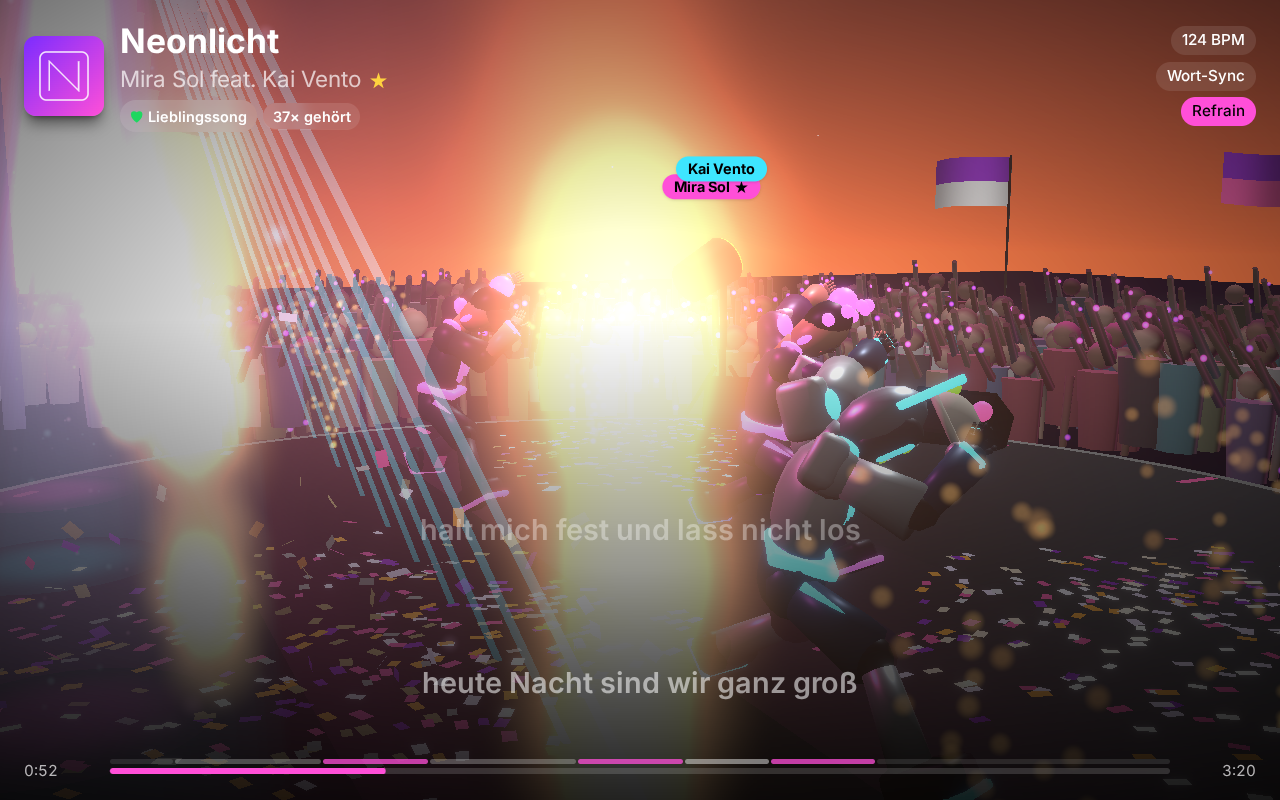 N
Neonlicht
Mira Sol feat. Kai Vento ★
Lieblingssong
37× gehört
124 BPM
Wort-Sync
Refrain
Kai Vento
Mira Sol ★
halt mich fest und lass nicht los
heute Nacht sind wir ganz groß
0:52
3:20